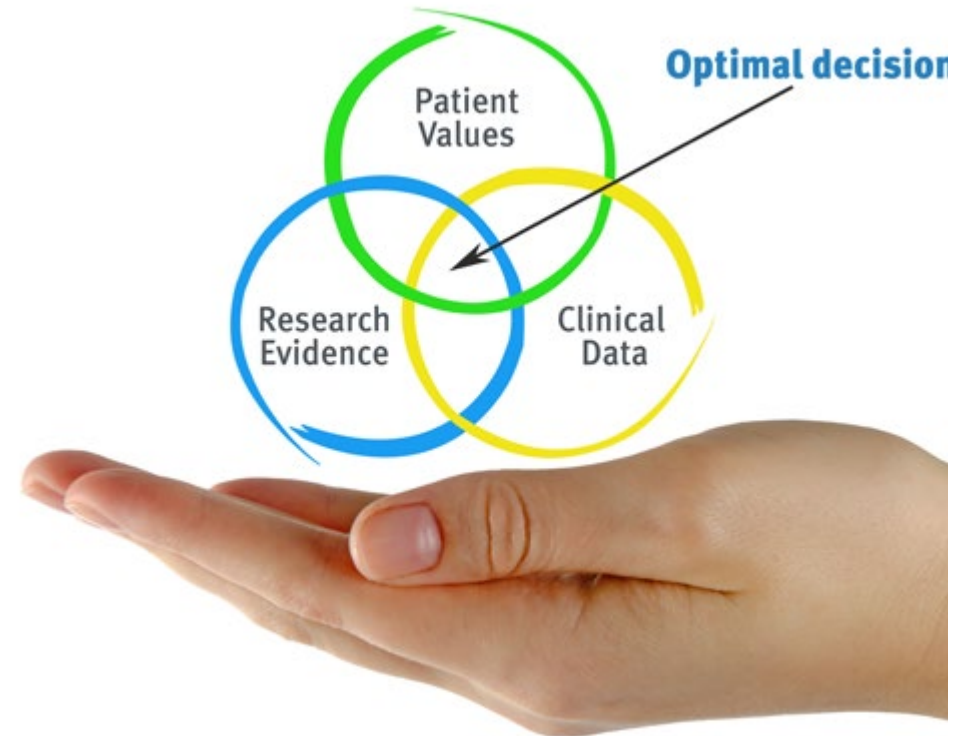 Optimal decision
Patient
Values
Research
Evidence
Clinical
Data